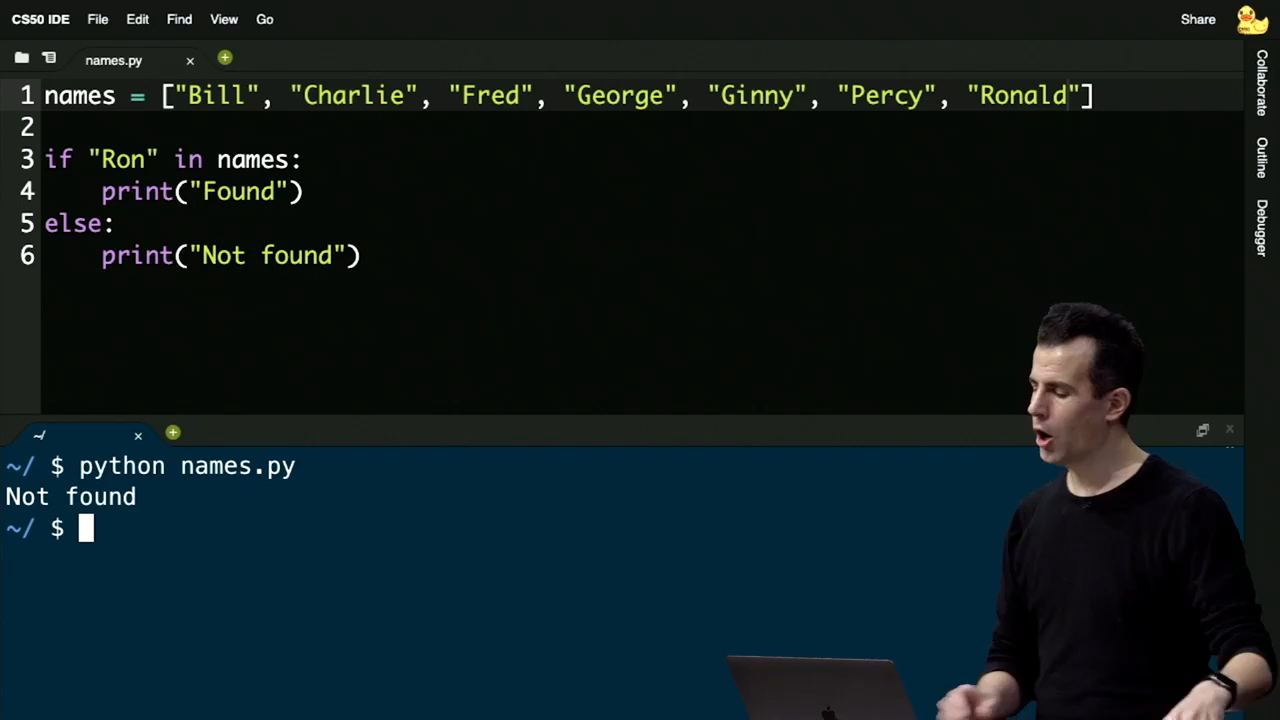 CS50 IDE File Edit Find View Go Share
names.py
1 names = ["Bill", "Charlie", "Fred", "George", "Ginny", "Percy", "Ronald"]
2
3 if "Ron" in names:
4     print("Found")
5 else:
6     print("Not found")
Collaborate
Outline
Debugger
~/ $ python names.py
Not found
~/ $